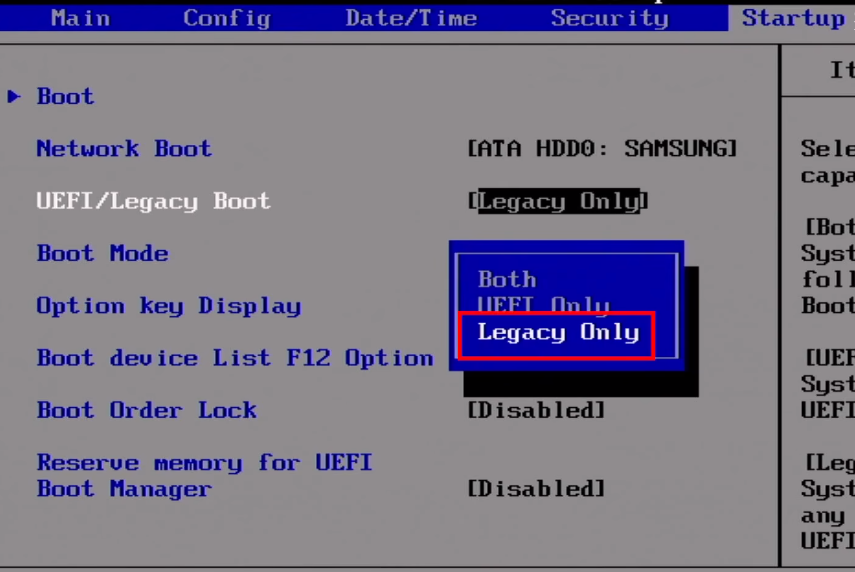 Main Config Date/Time Security Startup
It
Boot
Network Boot [ATA HDD0: SAMSUNG]
UEFI/Legacy Boot [Legacy Only]
Boot Mode
Option key Display
Boot device List F12 Option
Boot Order Lock [Disabled]
Reserve memory for UEFI
Boot Manager [Disabled]
Both
UEFI Only
Legacy Only
Sele
capa
[Bot
Syst
foll
Boot
[UEF
Syst
UEFI
[Leg
Syst
any
UEFI